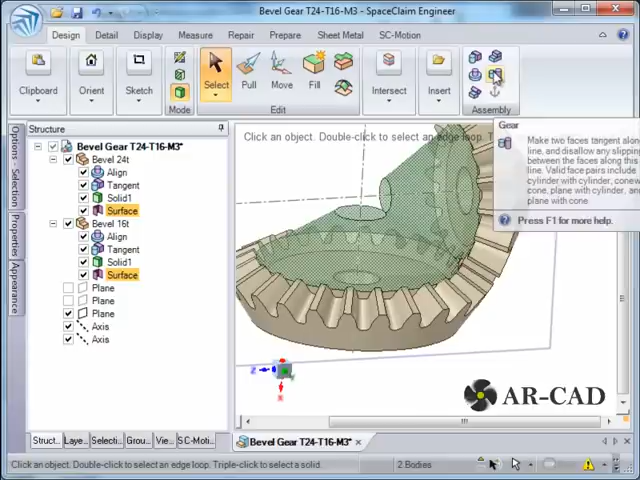 Bevel Gear T24-T16-M3* - SpaceClaim Engineer
Design
Detail
Display
Measure
Repair
Prepare
Sheet Metal
SC-Motion
Clipboard
Orient
Sketch
Mode
Select
Pull
Move
Fill
Edit
Intersect
Insert
Assembly
Structure
Click an object. Double-click to select an edge loop. T
Gear
Make two faces tangent along
line, and disallow any slipping
between the faces along this
line. Valid face pairs include
cylinder with cylinder, cone w
cone, plane with cylinder, an
plane with cone
Press F1 for more help.
Options - Selection
Properties
Appearance
Bevel Gear T24-T16-M3*
Bevel 24t
Align
Tangent
Solid1
Surface
Bevel 16t
Align
Tangent
Solid1
Surface
Plane
Plane
Plane
Axis
Axis
Z
X
AR-CAD
Struct...
Laye...
Selecti...
Grou...
Vie...
SC-Moti...
Bevel Gear T24-T16-M3*
Click an object. Double-click to select an edge loop. Triple-click to select a solid.
2 Bodies